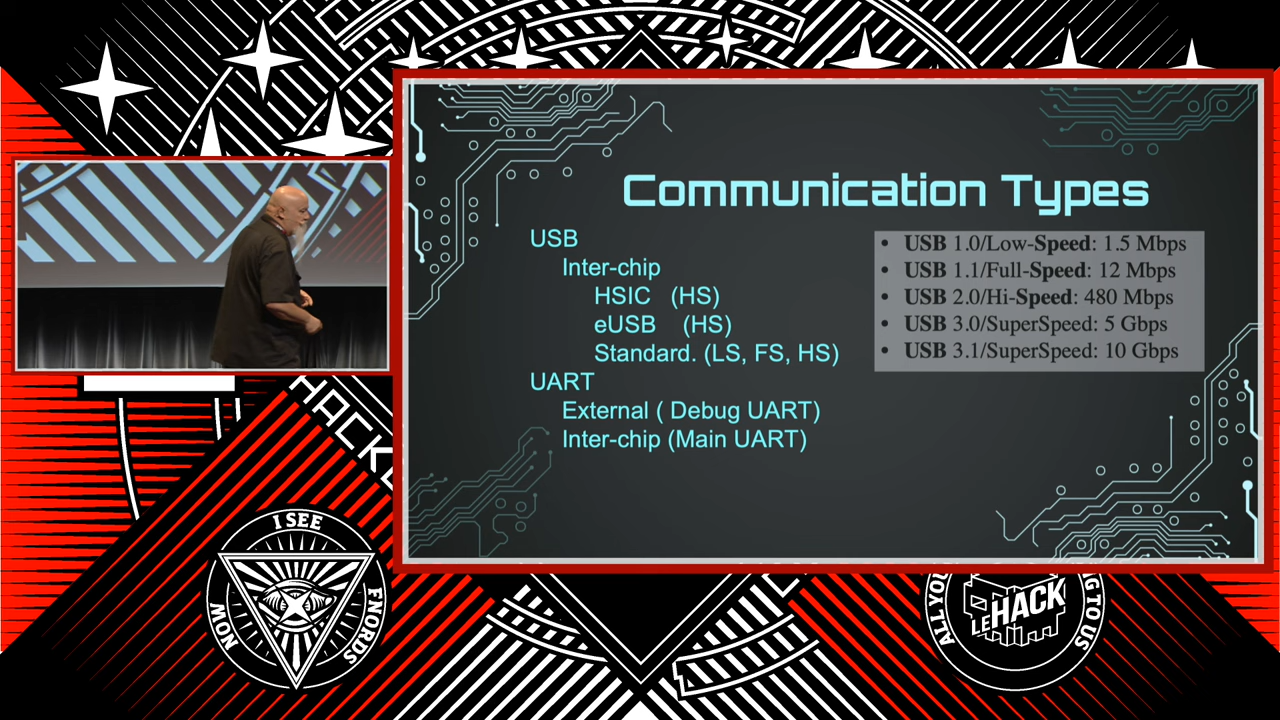 Communication Types
USB
Inter-chip
HSIC (HS)
eUSB (HS)
Standard. (LS, FS, HS)
UART
External ( Debug UART)
Inter-chip (Main UART)
• USB 1.0/Low-Speed: 1.5 Mbps
• USB 1.1/Full-Speed: 12 Mbps
• USB 2.0/Hi-Speed: 480 Mbps
• USB 3.0/SuperSpeed: 5 Gbps
• USB 3.1/SuperSpeed: 10 Gbps
I SEE
FNORDS
NOW
LEHACK
TO US